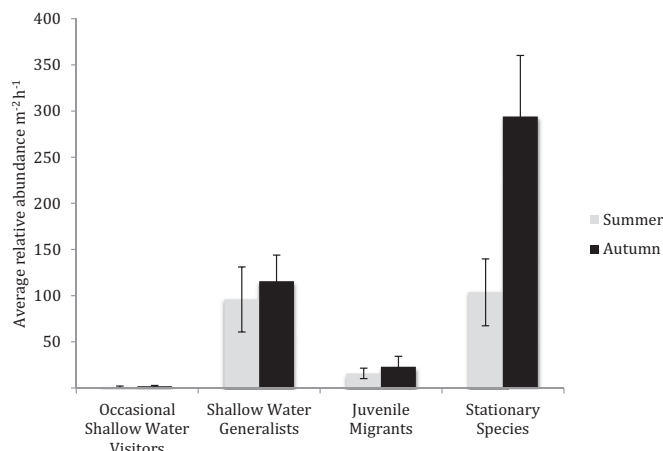 400
350
300
250
200
150
100
50
Average relative abundance m⁻²h⁻¹
Summer
Autumn
Occasional Shallow Water Juvenile Stationary
Shallow Water Generalists Migrants Species
Visitors